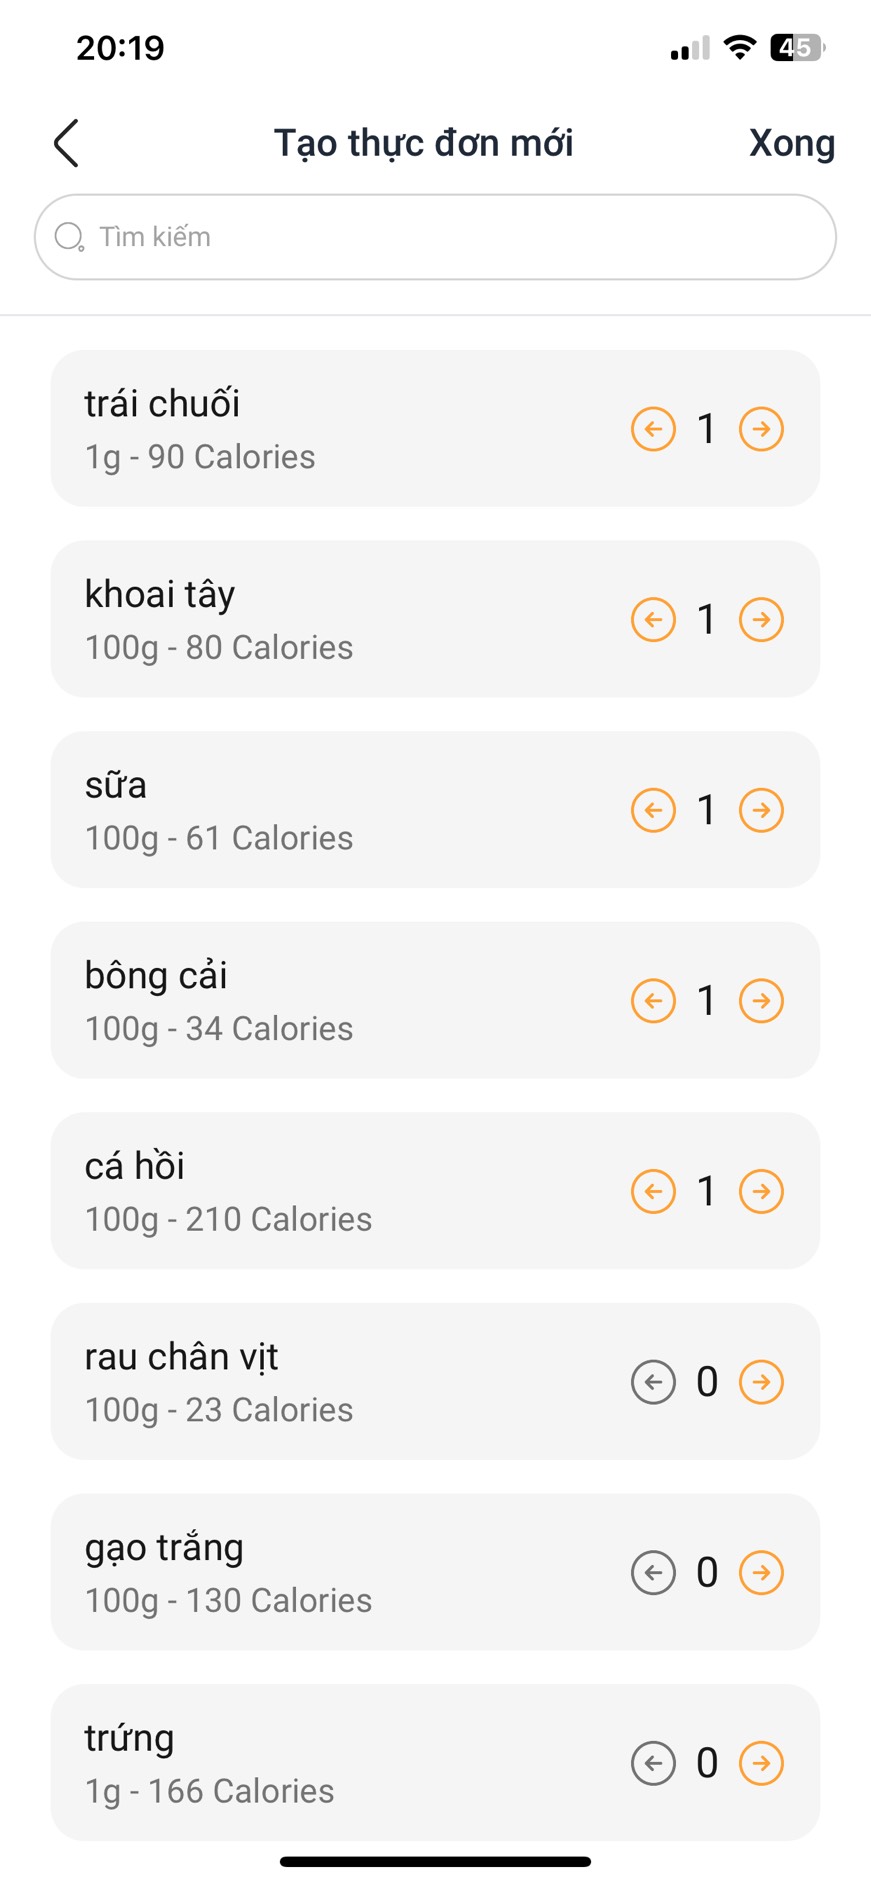 20:19
45
Tạo thực đơn mới
Xong
Tìm kiếm
trái chuối
1g - 90 Calories
1
khoai tây
100g - 80 Calories
1
sữa
100g - 61 Calories
1
bông cải
100g - 34 Calories
1
cá hồi
100g - 210 Calories
1
rau chân vịt
100g - 23 Calories
0
gạo trắng
100g - 130 Calories
0
trứng
1g - 166 Calories
0